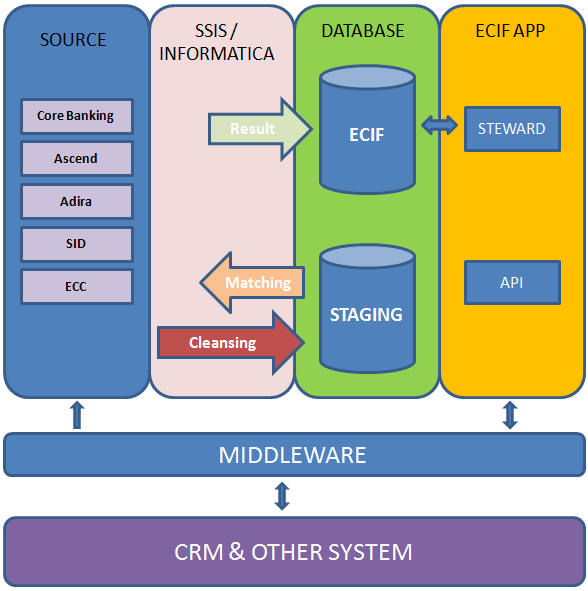 SOURCE
Core Banking
Ascend
Adira
SID
ECC
SSIS /
INFORMATICA
Result
Matching
Cleansing
DATABASE
ECIF
STAGING
ECIF APP
STEWARD
API
MIDDLEWARE
CRM & OTHER SYSTEM